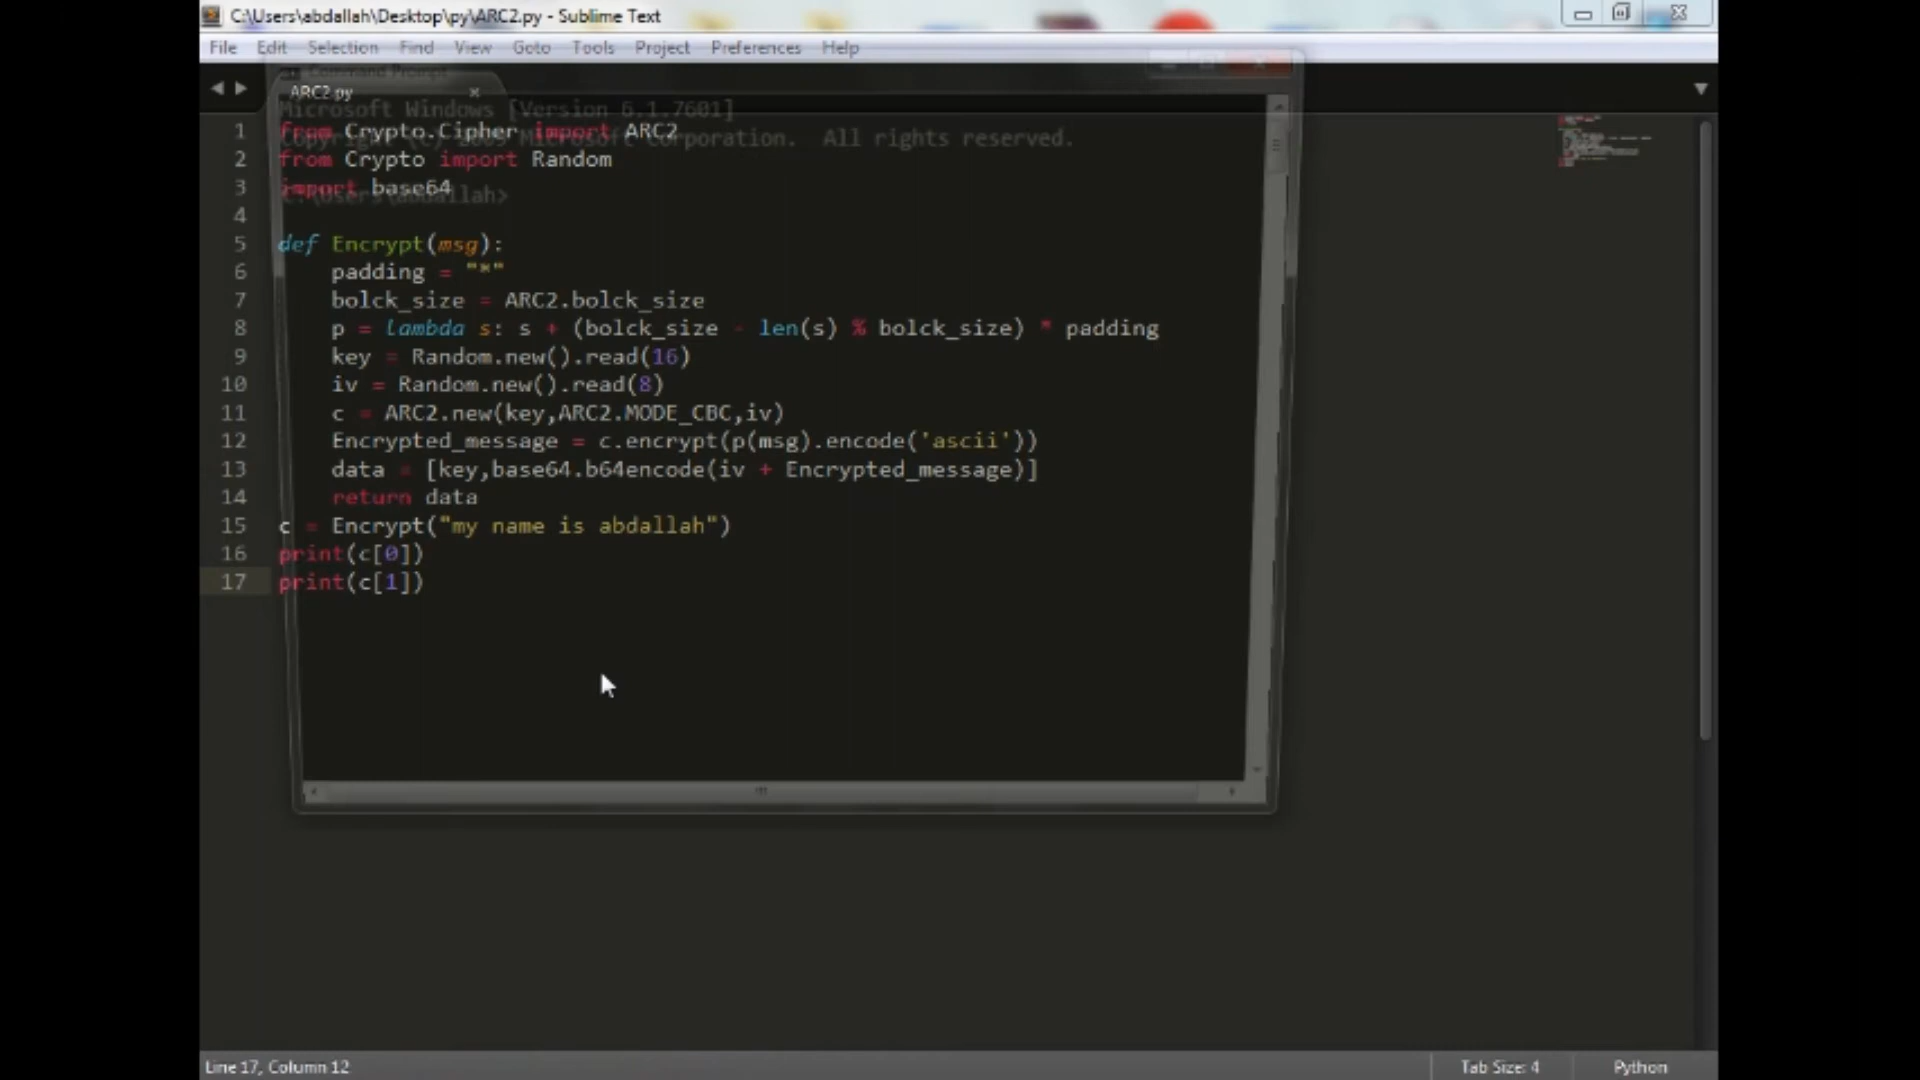 C:\Users\abdallah\Desktop\py\ARC2.py - Sublime Text
File Edit Selection Find View Goto Tools Project Preferences Help
Command Prompt
ARC2.py
Microsoft Windows [Version 6.1.7601]
Copyright (c) 2009 Microsoft Corporation. All rights reserved.
C:\Users\abdallah>
1 from Crypto.Cipher import ARC2
2 from Crypto import Random
3 import base64
4
5 def Encrypt(msg):
6 padding = "*"
7 bolck_size = ARC2.bolck_size
8 p = lambda s: s + (bolck_size - len(s) % bolck_size) * padding
9 key = Random.new().read(16)
10 iv = Random.new().read(8)
11 c = ARC2.new(key,ARC2.MODE_CBC,iv)
12 Encrypted_message = c.encrypt(p(msg).encode('ascii'))
13 data = [key,base64.b64encode(iv + Encrypted_message)]
14 return data
15 c = Encrypt("my name is abdallah")
16 print(c[0])
17 print(c[1])
Line 17, Column 12
Tab Size: 4
Python